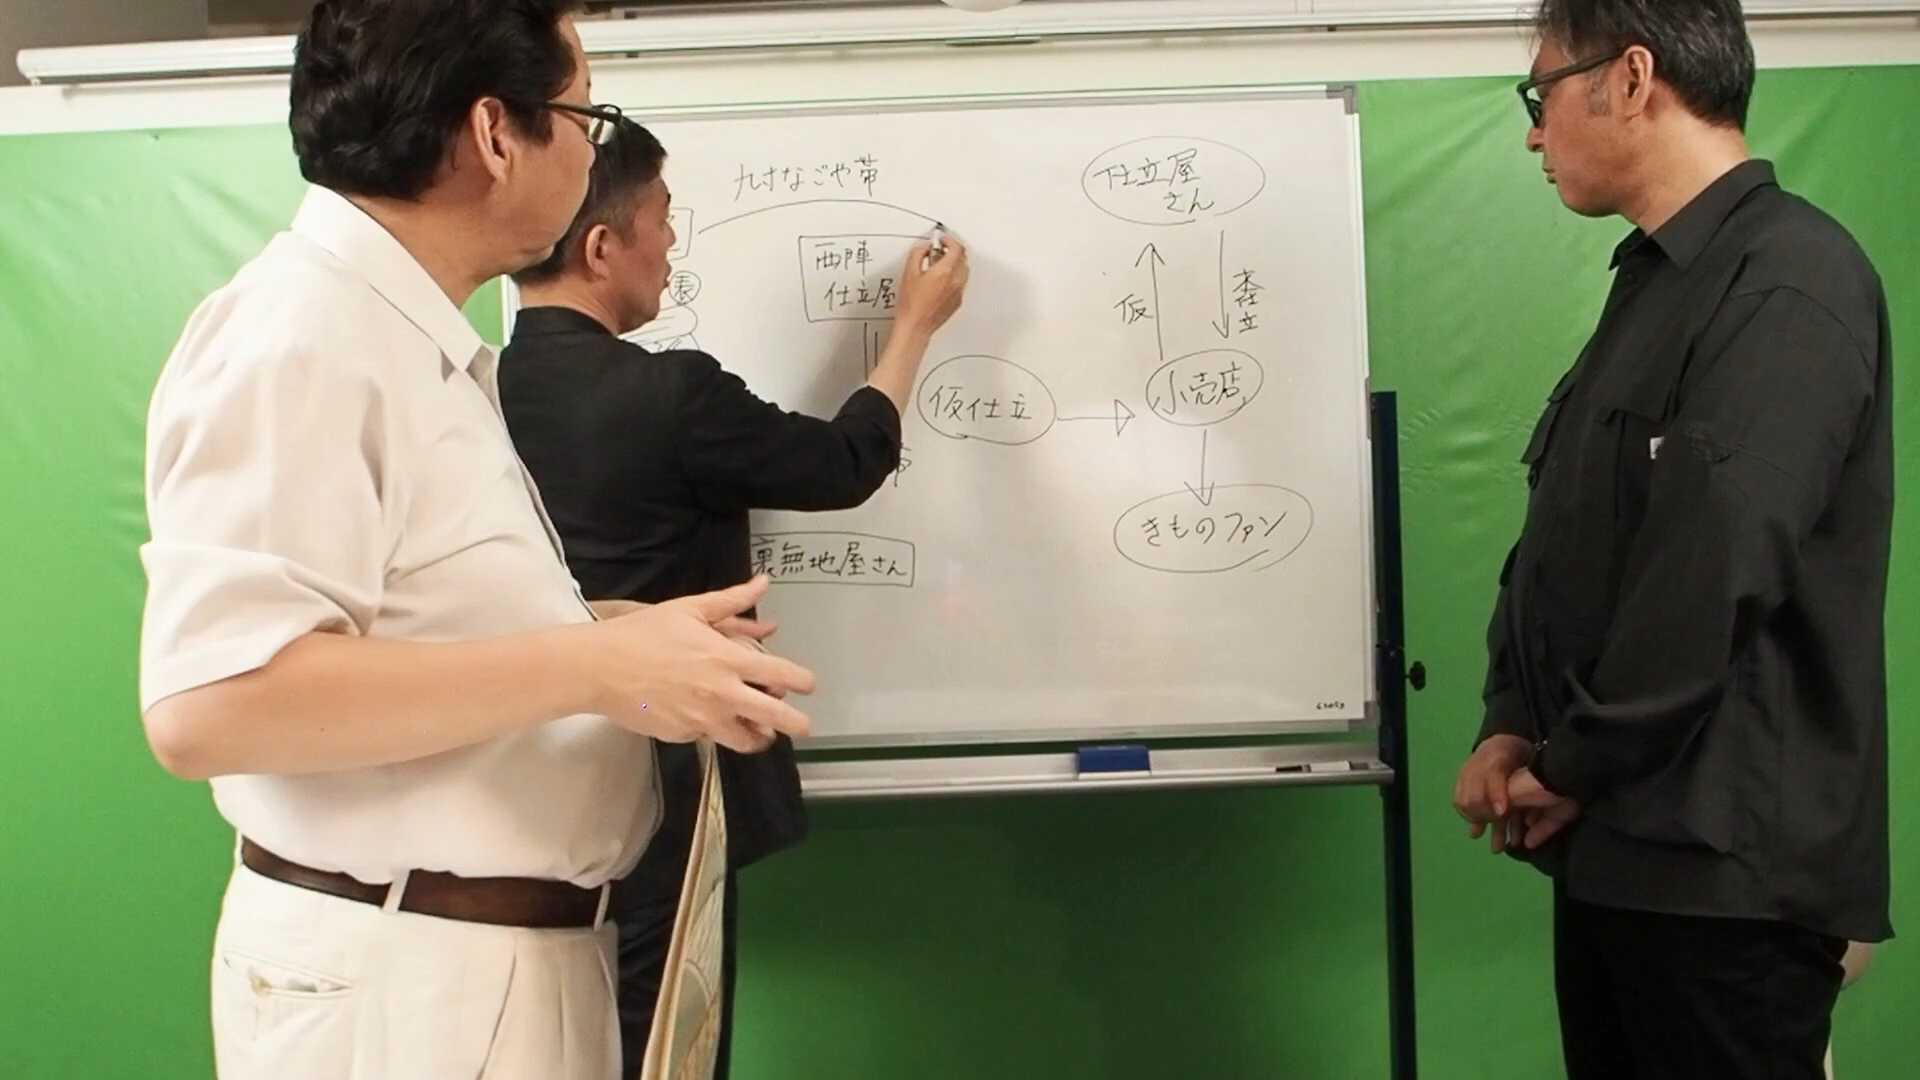 九寸なごや帯
仕立屋
さん
西陣
仕立屋
表
仮
本仕立
仮仕立
小売店
きものファン
裏無地屋さん